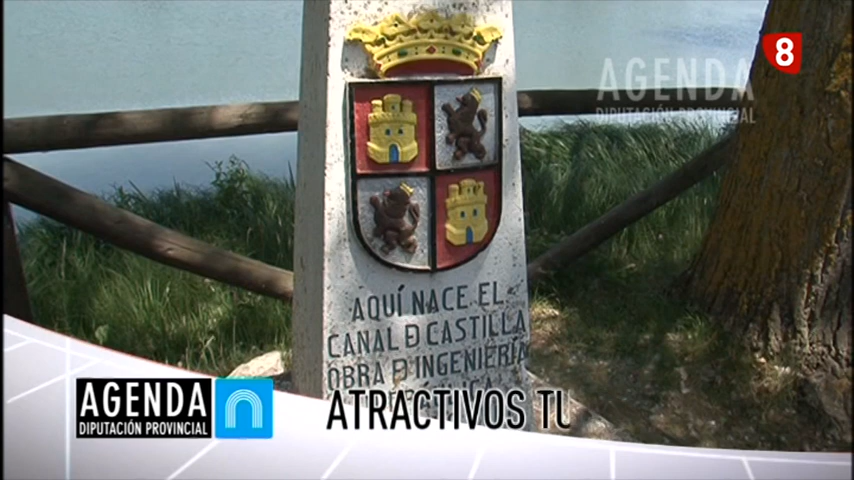 8
AGENDA
DIPUTACIÓN PROVINCIAL
AQUÍ NACE EL
CANAL D CASTILLA
OBRA D INGENIERÍA
AGENDA
DIPUTACIÓN PROVINCIAL
ATRACTIVOS TU